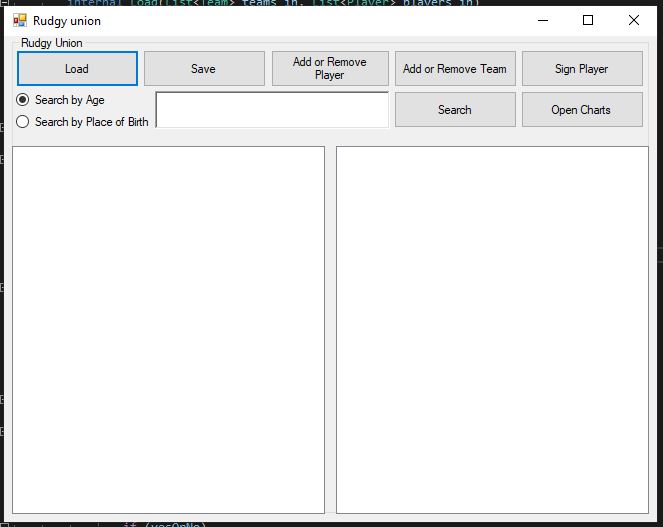 internal Load(List<Team> teams in, List<Player> players in)
Rudgy union
Rudgy Union
Load
Save
Add or Remove
Player
Add or Remove Team
Sign Player
Search by Age
Search by Place of Birth
Search
Open Charts
if (yesOrNo)